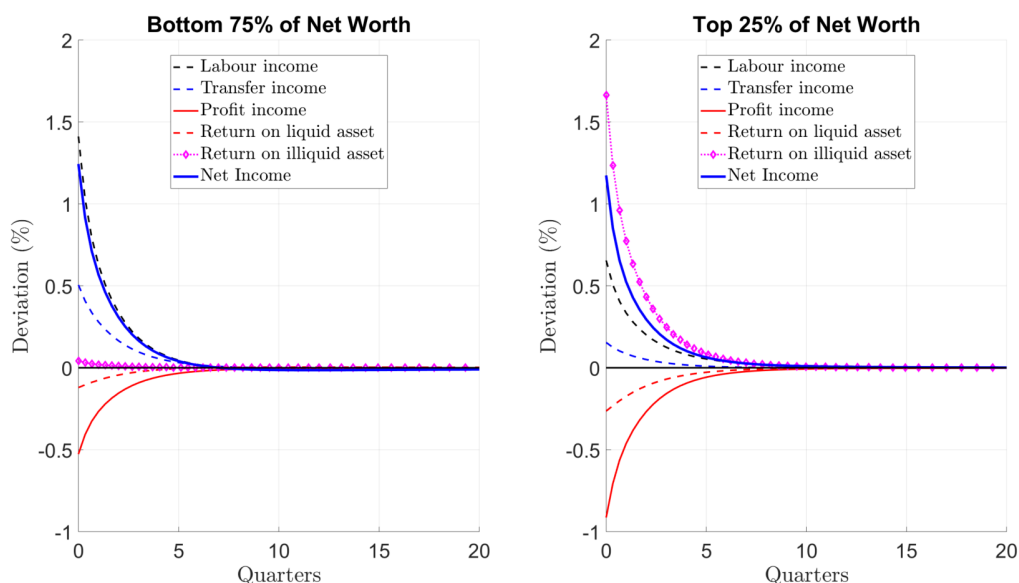 Bottom 75% of Net Worth
2
1.5
1
0.5
0
-0.5
-1
Deviation (%)
Labour income
Transfer income
Profit income
Return on liquid asset
Return on illiquid asset
Net Income
0
5
10
15
20
Quarters
Top 25% of Net Worth
2
1.5
1
0.5
0
-0.5
-1
Deviation (%)
Labour income
Transfer income
Profit income
Return on liquid asset
Return on illiquid asset
Net Income
0
5
10
15
20
Quarters